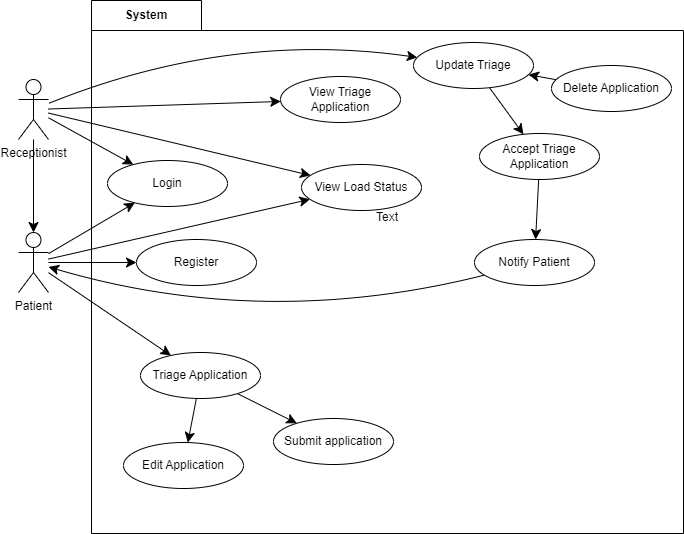 System
Update Triage
Delete Application
View Triage
Application
Receptionist
Accept Triage
Application
Login
View Load Status
Text
Register
Notify Patient
Patient
Triage Application
Submit application
Edit Application